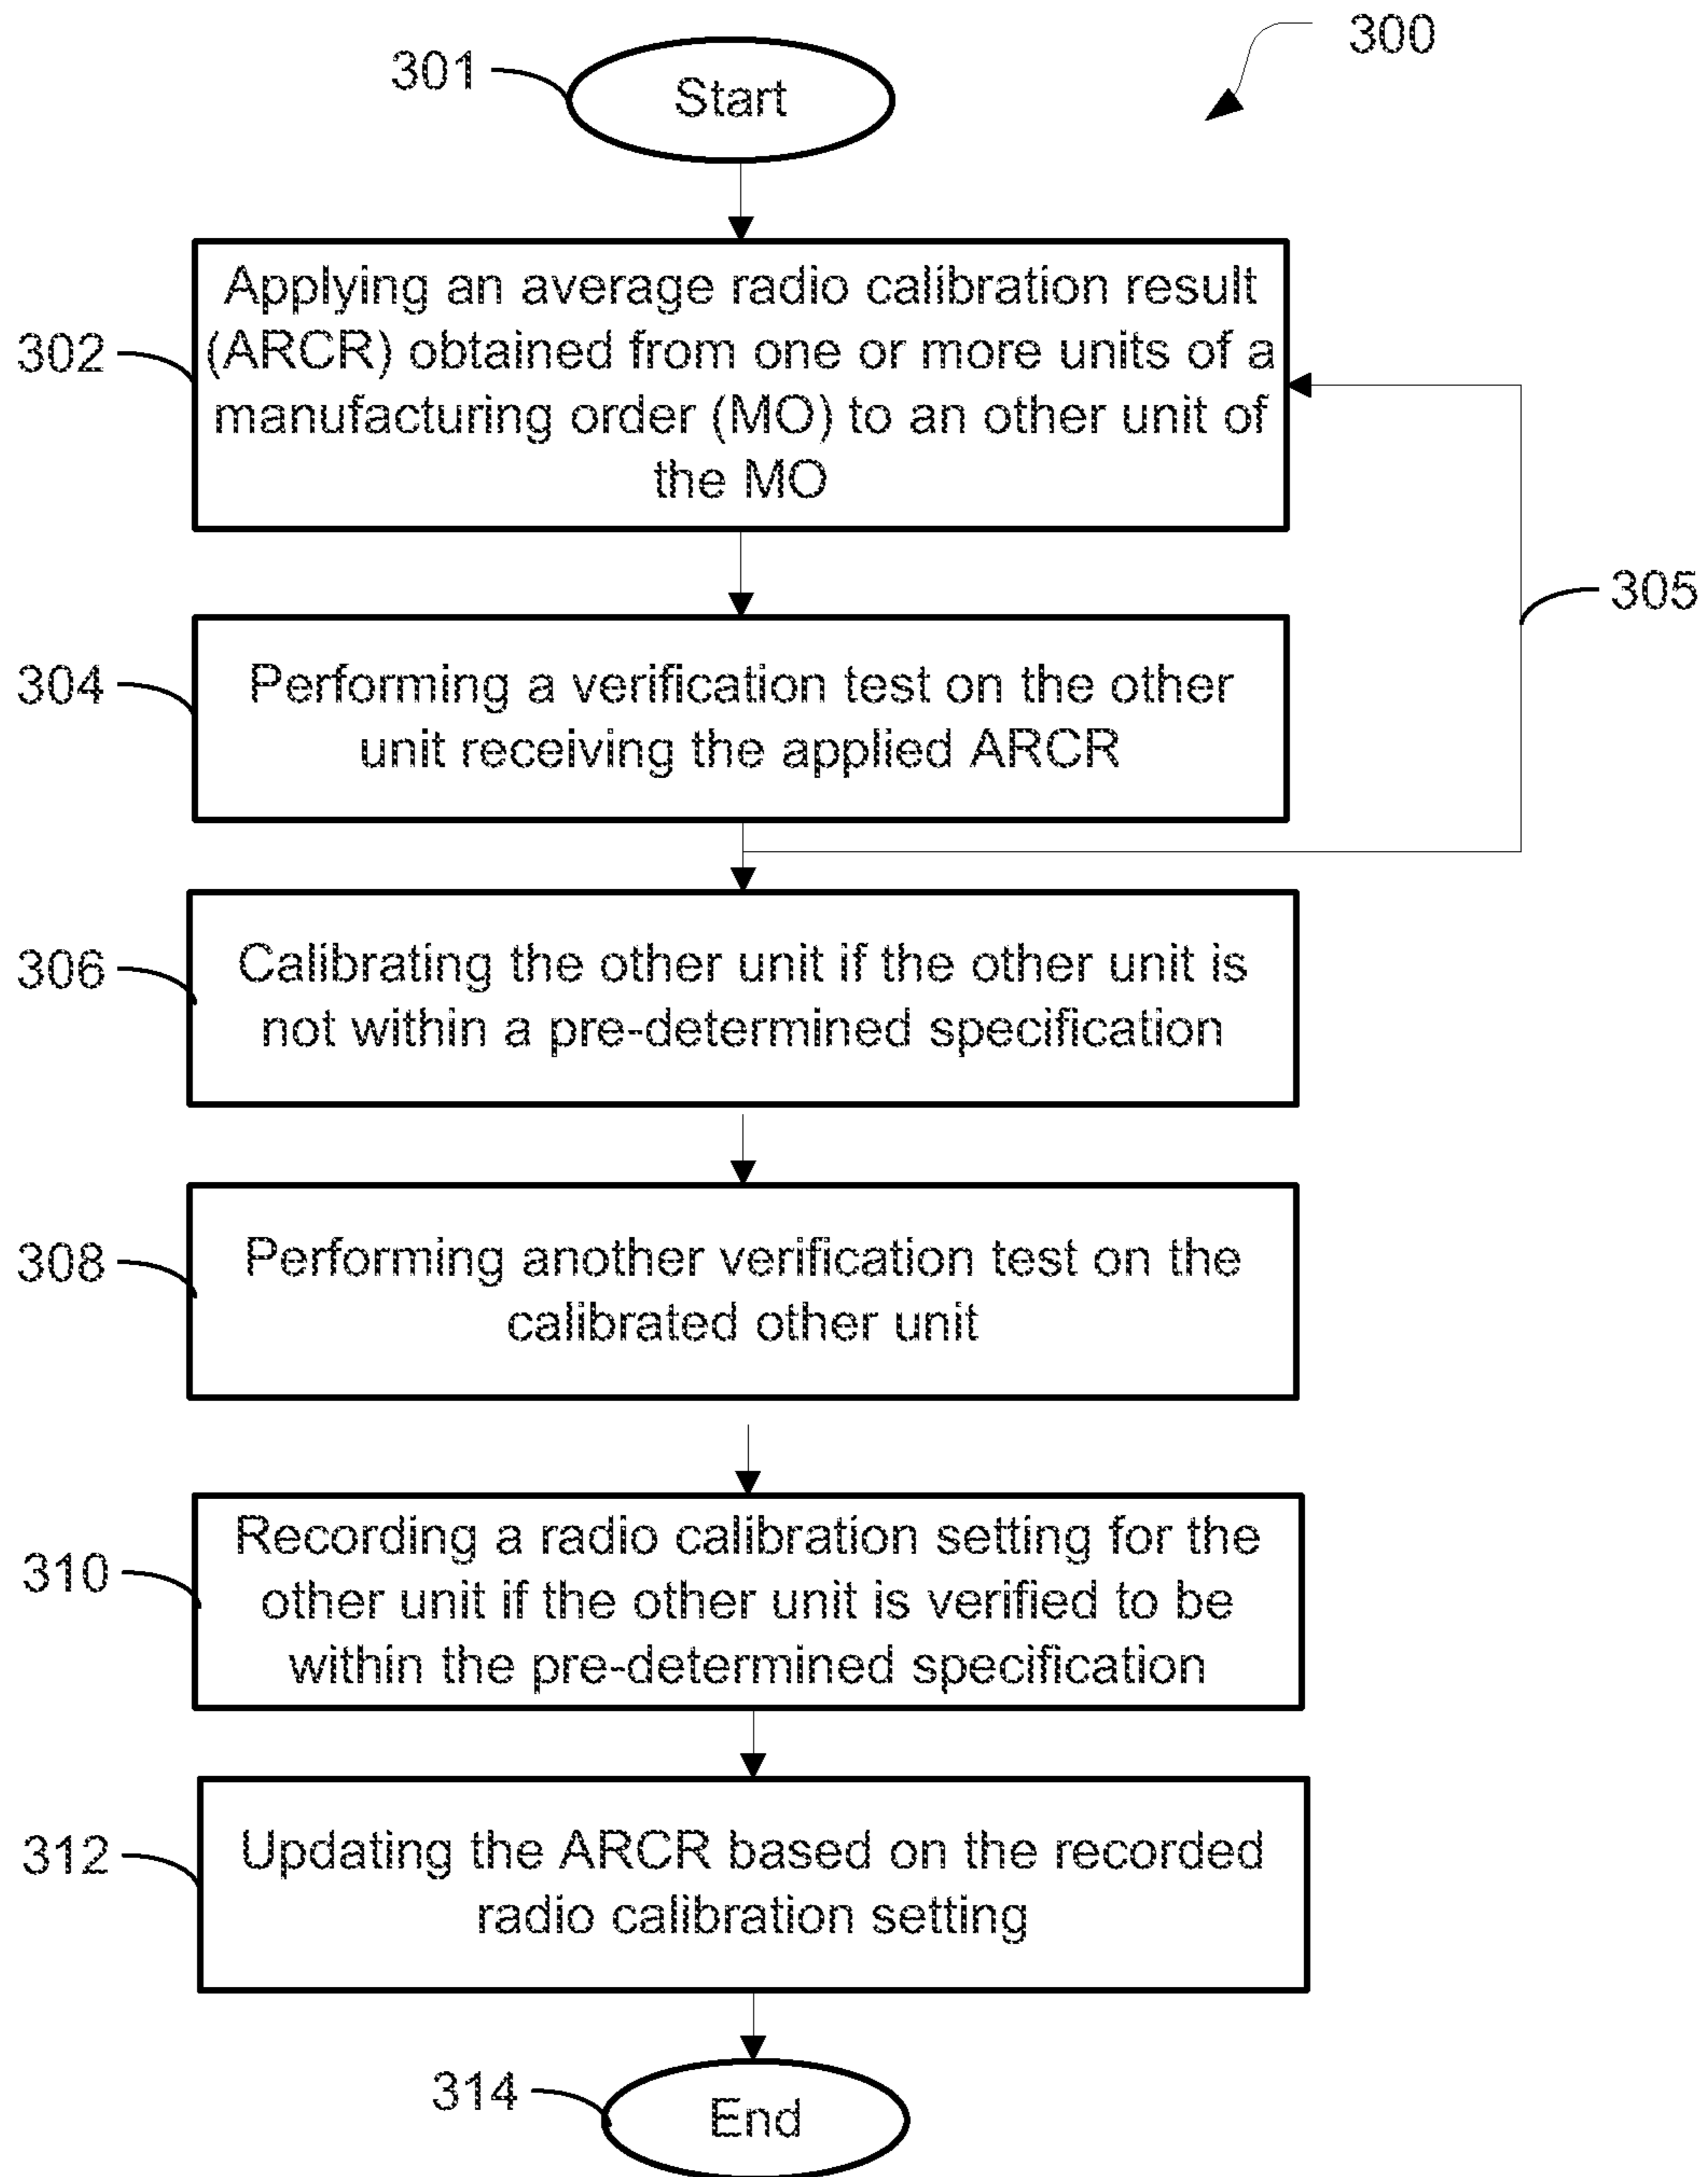 300
301
Start
302
Applying an average radio calibration result
(ARCR) obtained from one or more units of a
manufacturing order (MO) to an other unit of
the MO
305
304
Performing a verification test on the other
unit receiving the applied ARCR
306
Calibrating the other unit if the other unit is
not within a pre-determined specification
308
Performing another verification test on the
calibrated other unit
310
Recording a radio calibration setting for the
other unit if the other unit is verified to be
within the pre-determined specification
312
Updating the ARCR based on the recorded
radio calibration setting
314
End